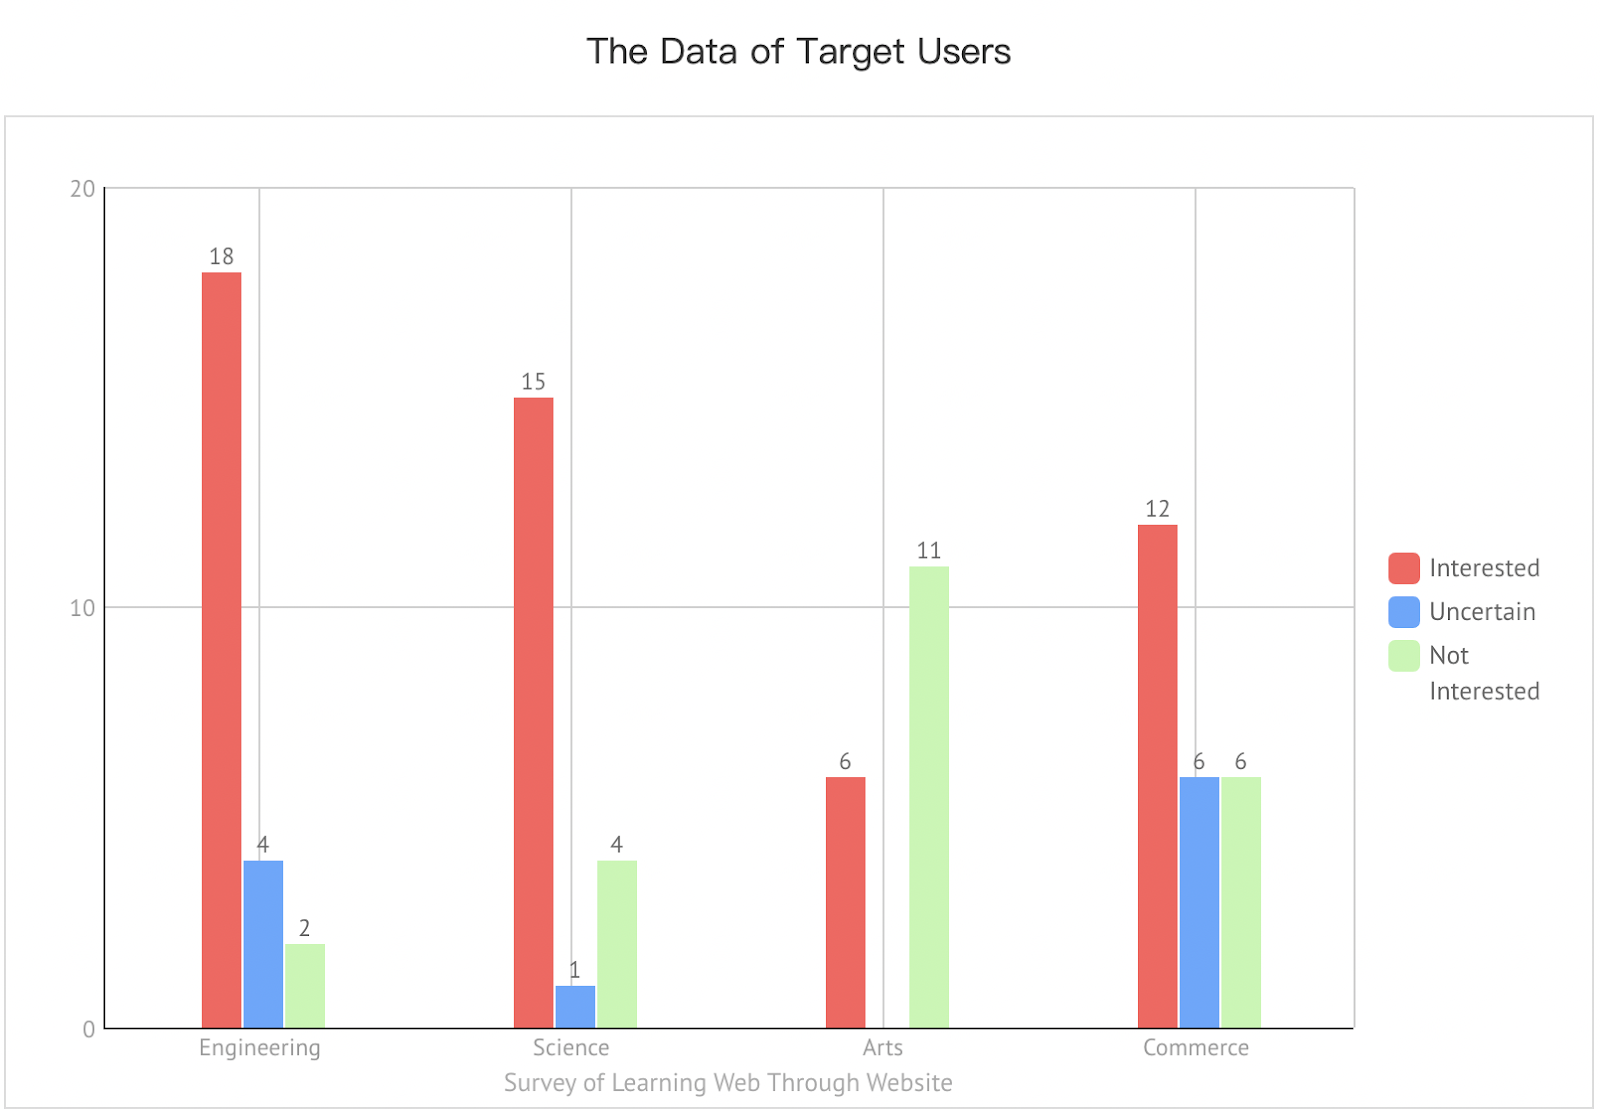 The Data of Target Users
20
18
15
12
11
10
6
6
6
4
4
2
1
0
Engineering
Science
Arts
Commerce
Survey of Learning Web Through Website
Interested
Uncertain
Not
Interested